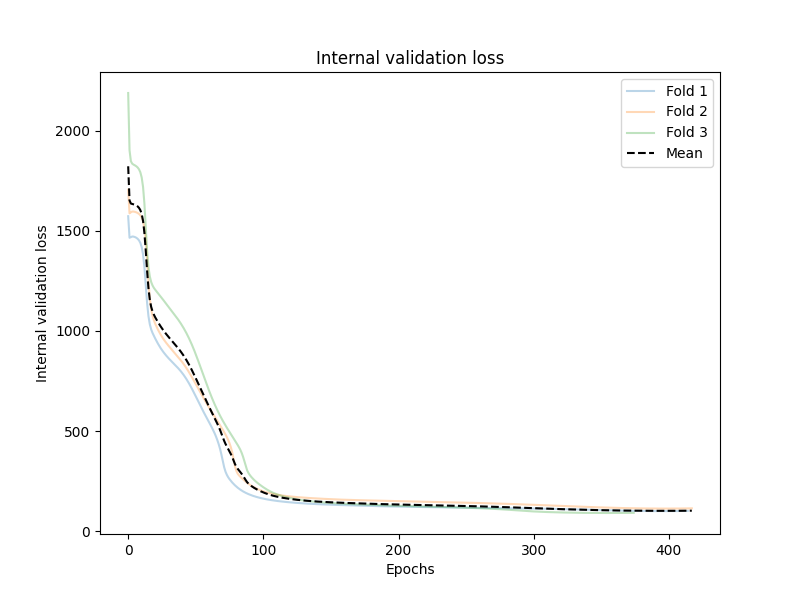 Internal validation loss
Fold 1
Fold 2
Fold 3
Mean
Internal validation loss
2000
1500
1000
500
0
0 100 200 300 400
Epochs